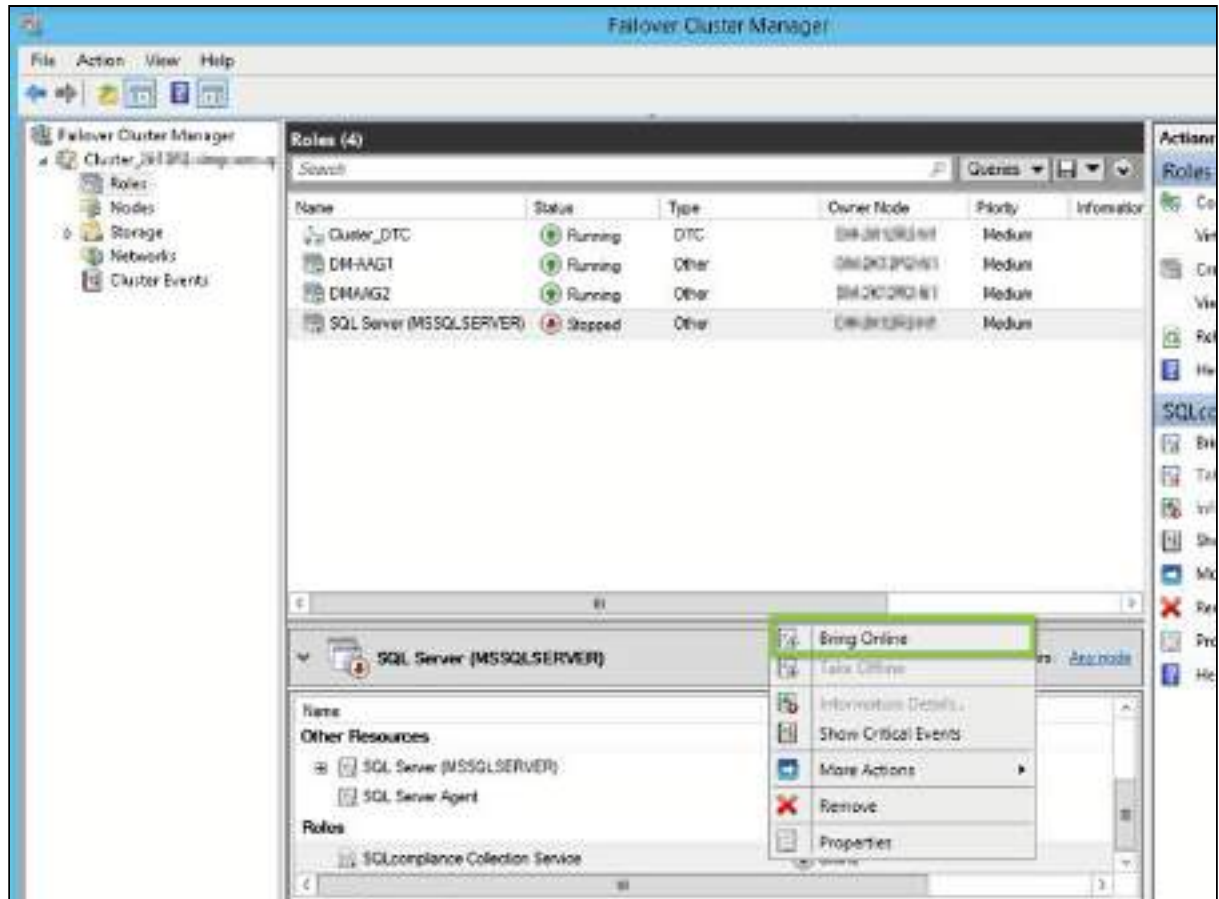 Failover Cluster Manager
File Action View Help
Failover Cluster Manager
Roles
Nodes
Storage
Networks
Cluster Events
Roles (4)
Search
Queries
Name Status Type Owner Node Priority Information
Cluster_DTC Running DTC Medium
DM-AAG1 Running Other Medium
DMAAG2 Running Other Medium
SQL Server (MSSQLSERVER) Stopped Other Medium
SQL Server (MSSQLSERVER)
Any node
Name
Other Resources
SQL Server (MSSQLSERVER)
SQL Server Agent
Roles
SQLcompliance Collection Service
Bring Online
Take Offline
Information Details...
Show Critical Events
More Actions
Remove
Properties
Actions
Roles